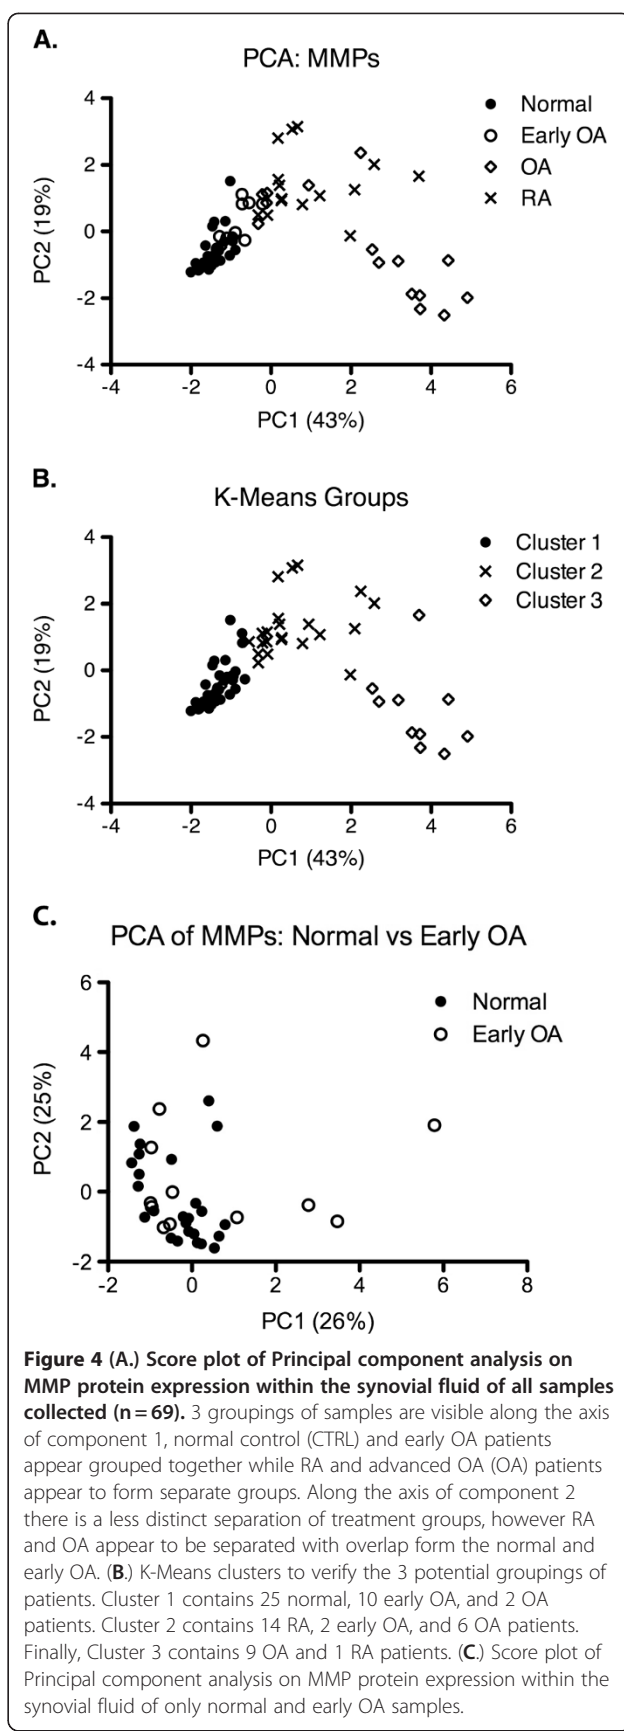 A.
PCA: MMPs
4
2
0
-2
-4
PC2 (19%)
-4 -2 0 2 4 6
PC1 (43%)
Normal
Early OA
OA
RA
B.
K-Means Groups
4
2
0
-2
-4
PC2 (19%)
-4 -2 0 2 4 6
PC1 (43%)
Cluster 1
Cluster 2
Cluster 3
C.
PCA of MMPs: Normal vs Early OA
6
4
2
0
-2
PC2 (25%)
-2 0 2 4 6 8
PC1 (26%)
Normal
Early OA
Figure 4 (A.) Score plot of Principal component analysis on
MMP protein expression within the synovial fluid of all samples
collected (n = 69). 3 groupings of samples are visible along the axis
of component 1, normal control (CTRL) and early OA patients
appear grouped together while RA and advanced OA (OA) patients
appear to form separate groups. Along the axis of component 2
there is a less distinct separation of treatment groups, however RA
and OA appear to be separated with overlap form the normal and
early OA. (B.) K-Means clusters to verify the 3 potential groupings of
patients. Cluster 1 contains 25 normal, 10 early OA, and 2 OA
patients. Cluster 2 contains 14 RA, 2 early OA, and 6 OA patients.
Finally, Cluster 3 contains 9 OA and 1 RA patients. (C.) Score plot of
Principal component analysis on MMP protein expression within the
synovial fluid of only normal and early OA samples.